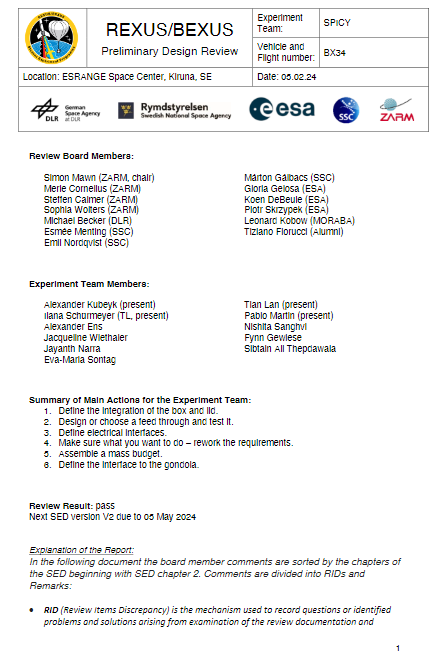 REXUS/BEXUS
Preliminary Design Review
Experiment Team:
SPiCY
Vehicle and Flight number:
BX34
Location: ESRANGE Space Center, Kiruna, SE
Date: 05.02.24
DLR
German Space Agency at DLR
Rymdstyrelsen
Swedish National Space Agency
esa
SSC
ZARM
Review Board Members:
Simon Mawn (ZARM, chair)
Merle Cornelius (ZARM)
Steffen Calmer (ZARM)
Sophia Wolters (ZARM)
Michael Becker (DLR)
Esmée Menting (SSC)
Emil Nordqvist (SSC)
Márton Gálbács (SSC)
Gloria Gelosa (ESA)
Koen DeBeule (ESA)
Piotr Skrzypek (ESA)
Leonard Kobow (MORABA)
Tiziano Fiorucci (Alumni)
Experiment Team Members:
Alexander Kubeyk (present)
Ilana Schürmeyer (TL, present)
Alexander Ens
Jacqueline Wiethaler
Jayanth Narra
Eva-Maria Sontag
Tian Lan (present)
Pablo Martin (present)
Nishita Sanghvi
Fynn Gewiese
Sibtain Ali Thepdawala
Summary of Main Actions for the Experiment Team:
1. Define the integration of the box and lid.
2. Design or choose a feed through and test it.
3. Define electrical interfaces.
4. Make sure what you want to do – rework the requirements.
5. Assemble a mass budget.
6. Define the interface to the gondola.
Review Result: pass
Next SED version V2 due to 05 May 2024
Explanation of the Report:
In the following document the board member comments are sorted by the chapters
of the SED beginning with SED chapter 2. Comments are divided into RIDs and
Remarks:
• RID (Review Items Discrepancy) is the mechanism used to record questions or identified
problems and solutions arising from examination of the review documentation and
1